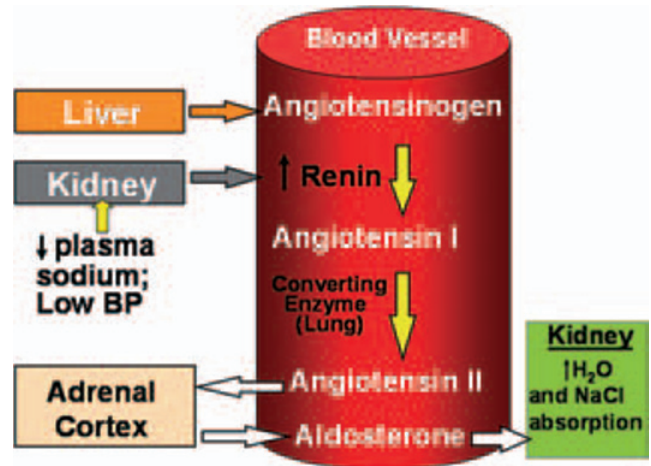 Blood Vessel
Liver
Angiotensinogen
Kidney
↑ Renin
↓ plasma
sodium;
Low BP
Angiotensin I
Converting
Enzyme
(Lung)
Adrenal
Cortex
Angiotensin II
Aldosterone
Kidney
↑H₂O
and NaCl
absorption